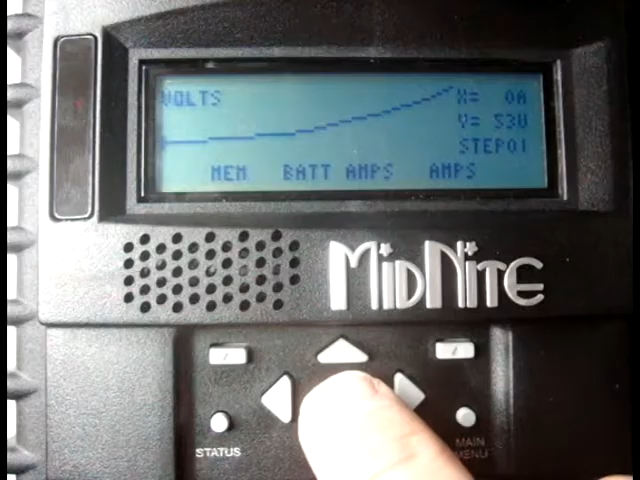 VOLTS X= 0A
Y= 53V
STEP01
MEM BATT AMPS AMPS
MIDNITE
STATUS
MAIN
MENU